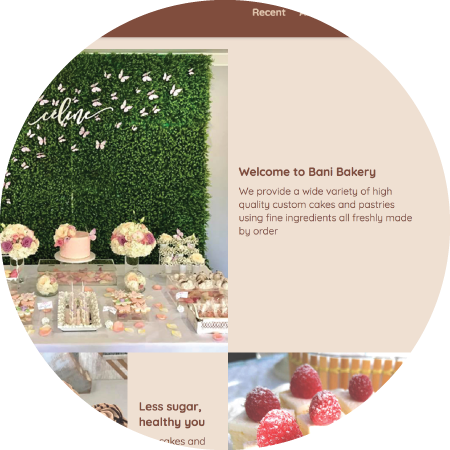 Recent
celine
Welcome to Bani Bakery
We provide a wide variety of high
quality custom cakes and pastries
using fine ingredients all freshly made
by order
Less sugar,
healthy you
cakes and